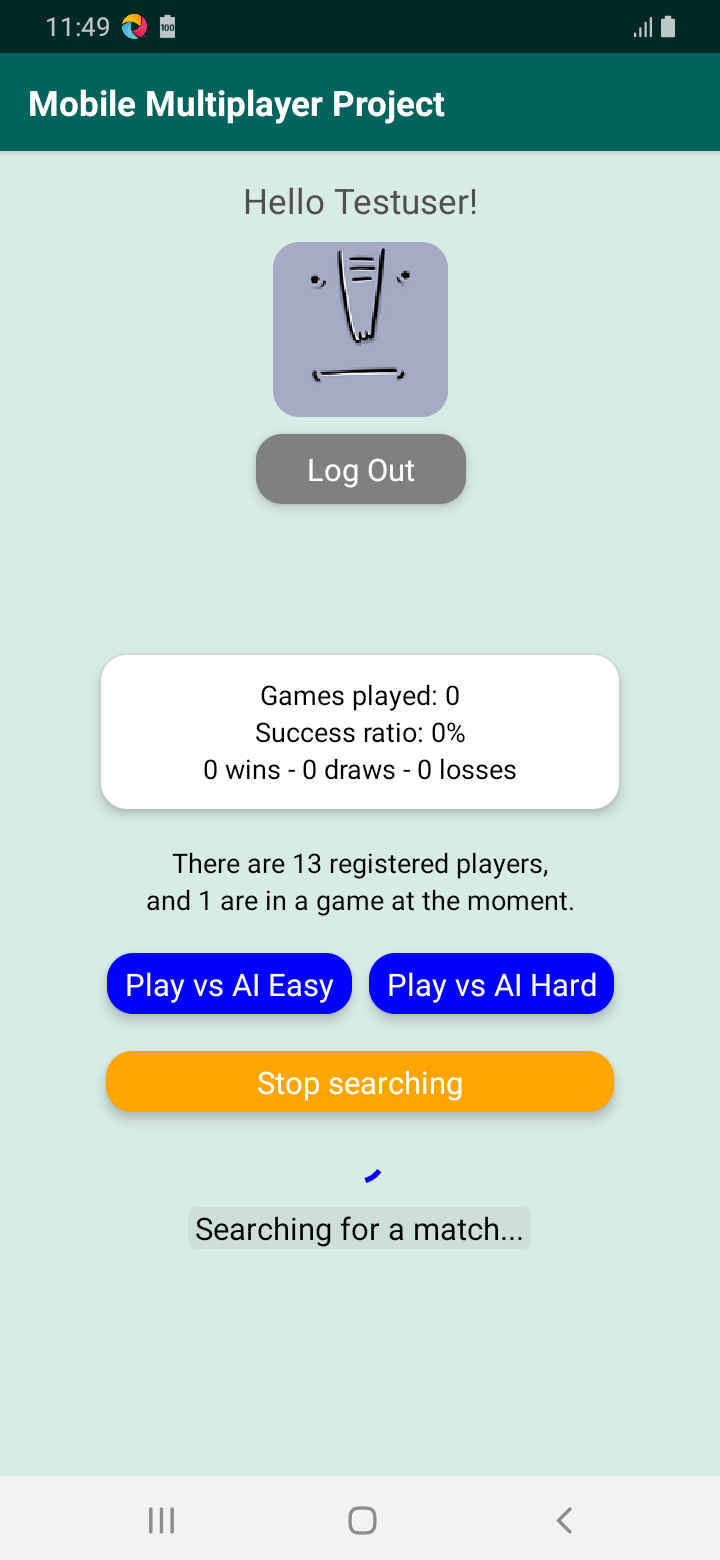 11:49
100
Mobile Multiplayer Project
Hello Testuser!
Log Out
Games played: 0
Success ratio: 0%
0 wins - 0 draws - 0 losses
There are 13 registered players,
and 1 are in a game at the moment.
Play vs AI Easy
Play vs AI Hard
Stop searching
Searching for a match...